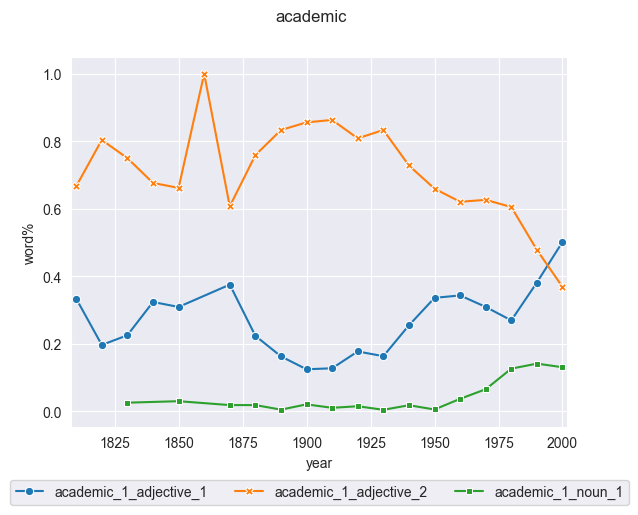 academic
1.0
0.8
0.6
0.4
0.2
0.0
word%
1825 1850 1875 1900 1925 1950 1975 2000
year
academic_1_adjective_1 academic_1_adjective_2 academic_1_noun_1